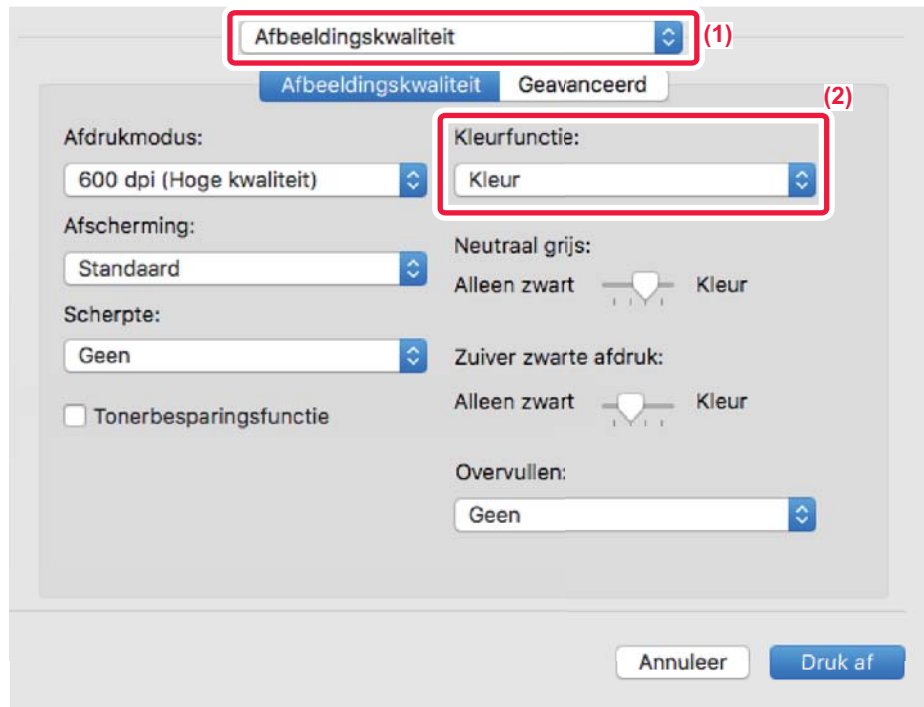 Afbeeldingskwaliteit
(1)
Afbeeldingskwaliteit
Geavanceerd
(2)
Afdrukmodus:
600 dpi (Hoge kwaliteit)
Afscherming:
Standaard
Scherpte:
Geen
Tonerbesparingsfunctie
Kleurfunctie:
Kleur
Neutraal grijs:
Alleen zwart Kleur
Zuiver zwarte afdruk:
Alleen zwart Kleur
Overvullen:
Geen
Annuleer
Druk af